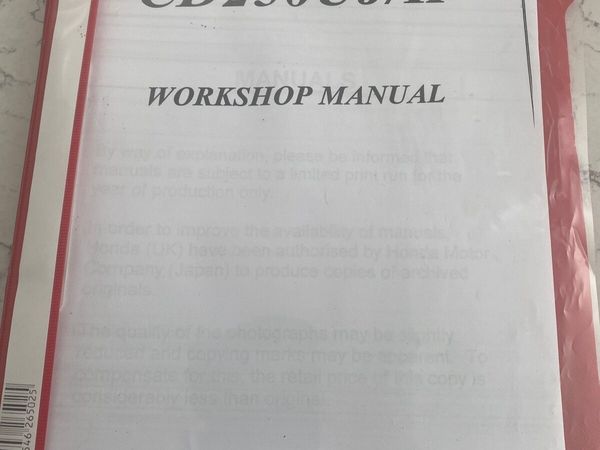 CD250U
WORKSHOP MANUAL
MANUALS
By way of explanation, please be informed that
manuals are subject to a limited print run for the
year of production only.
In order to improve the availability of manuals,
Honda (UK) have been authorised by Honda Motor
Company (Japan) to produce copies of archived
originals.
The quality of the photographs may be slightly
reduced and copying marks may be apparent. To
compensate for this, the retail price of this copy is
considerably less than original.
546 265025